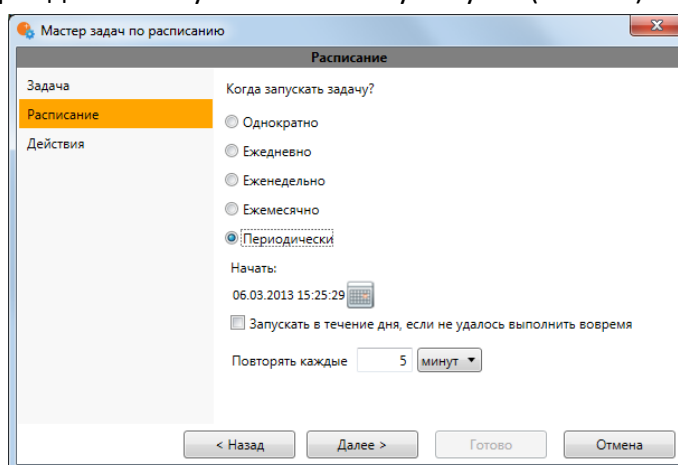 Мастер задач по расписанию
Расписание
Задача
Расписание
Действия
Когда запускать задачу?
Однократно
Ежедневно
Еженедельно
Ежемесячно
Периодически
Начать:
06.03.2013 15:25:29
Запускать в течение дня, если не удалось выполнить вовремя
Повторять каждые 5 минут
< Назад Далее > Готово Отмена